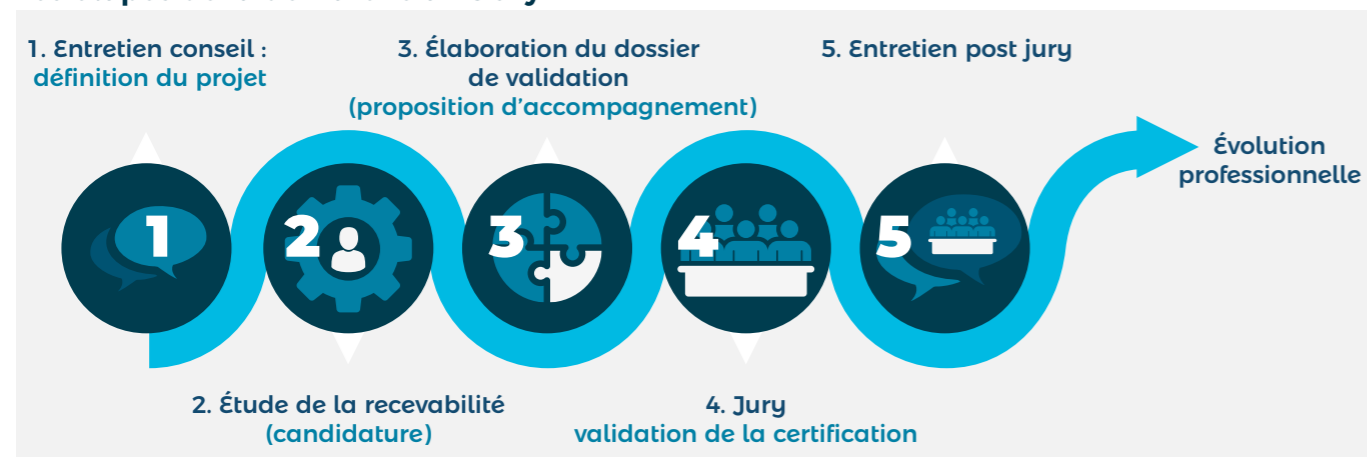 1. Entretien conseil :
définition du projet
3. Élaboration du dossier
de validation
(proposition d'accompagnement)
5. Entretien post jury
Évolution
professionnelle
1
2
3
4
5
2. Étude de la recevabilité
(candidature)
4. Jury
validation de la certification